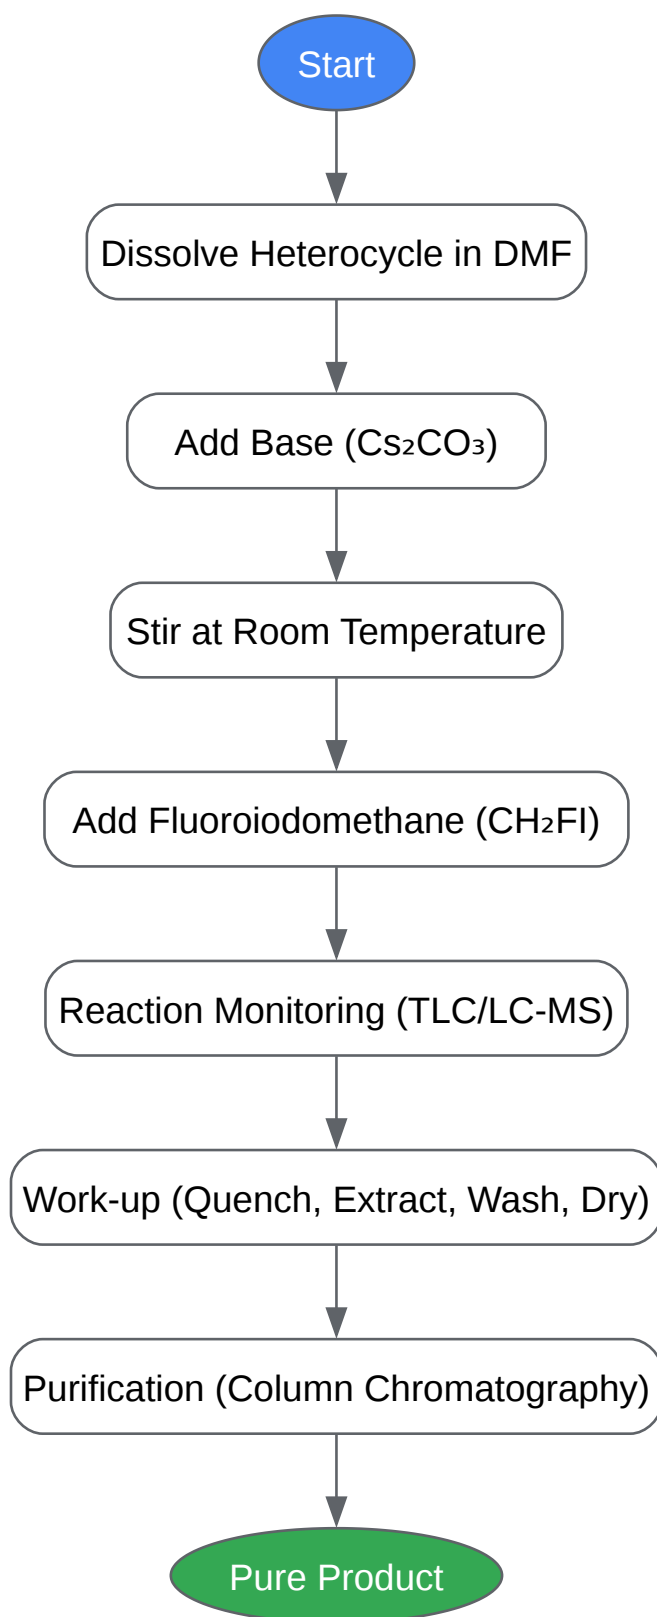 Start
Dissolve Heterocycle in DMF
Add Base (Cs₂CO₃)
Stir at Room Temperature
Add Fluoroiodomethane (CH₂FI)
Reaction Monitoring (TLC/LC-MS)
Work-up (Quench, Extract, Wash, Dry)
Purification (Column Chromatography)
Pure Product